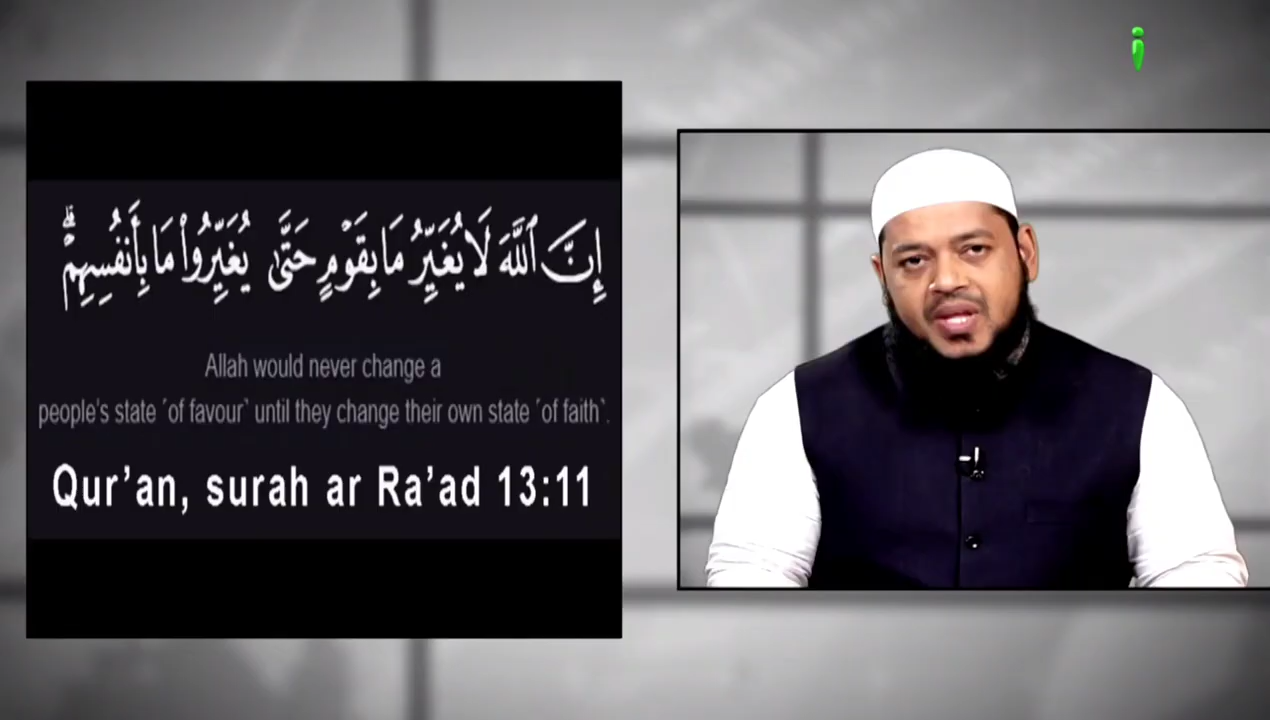 إِنَّ ٱللَّهَ لَا يُغَيِّرُ مَا بِقَوْمٍ حَتَّىٰ يُغَيِّرُوا۟ مَا بِأَنفُسِهِمْ ۗ
Allah would never change a
people's state ´of favour` until they change their own state ´of faith`.
Qur’an, surah ar Ra’ad 13:11
i